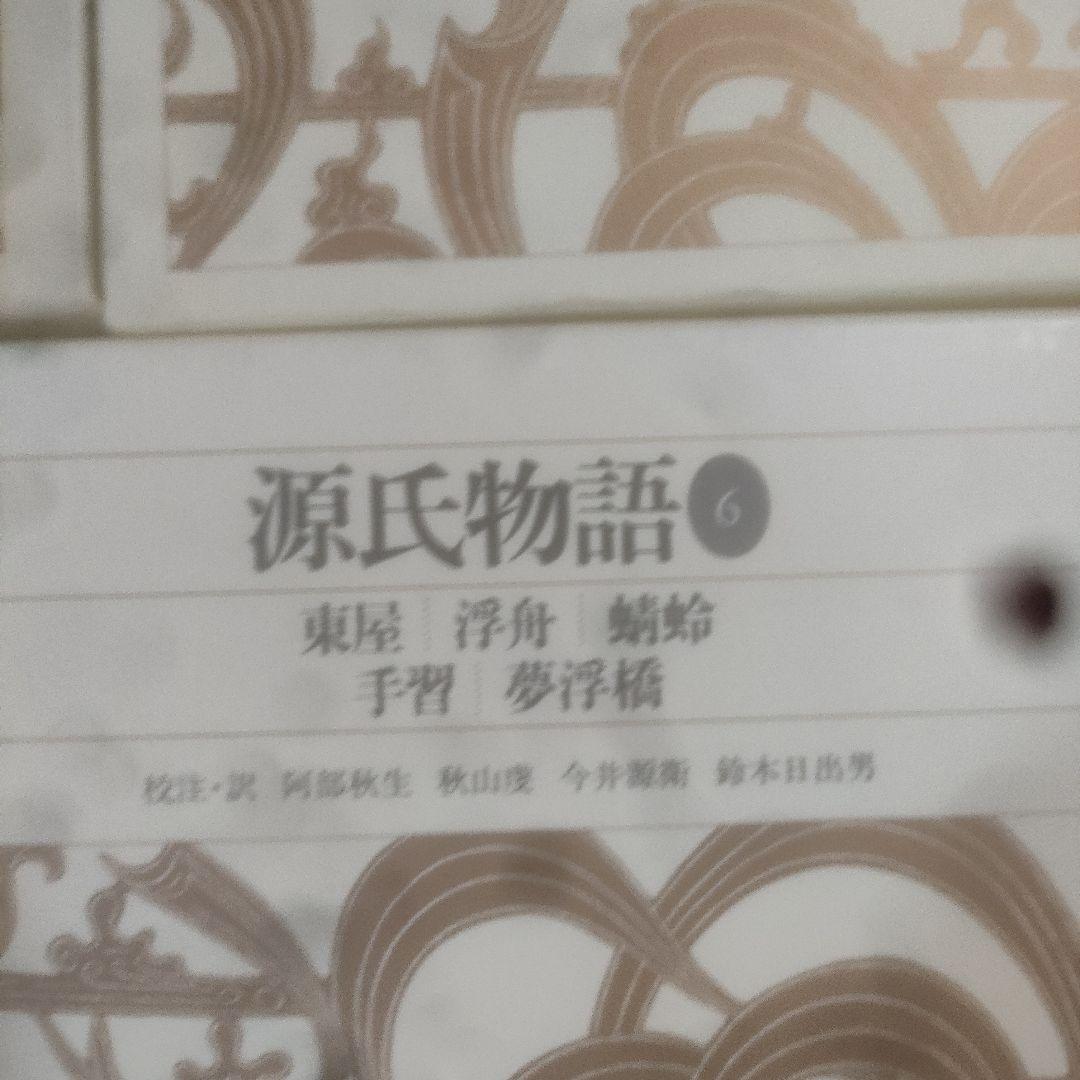 源氏物語 6
東屋 浮舟 蜻蛉
手習 夢浮橋
校注・訳 阿部秋生 秋山虔 今井源衛 鈴木日出男